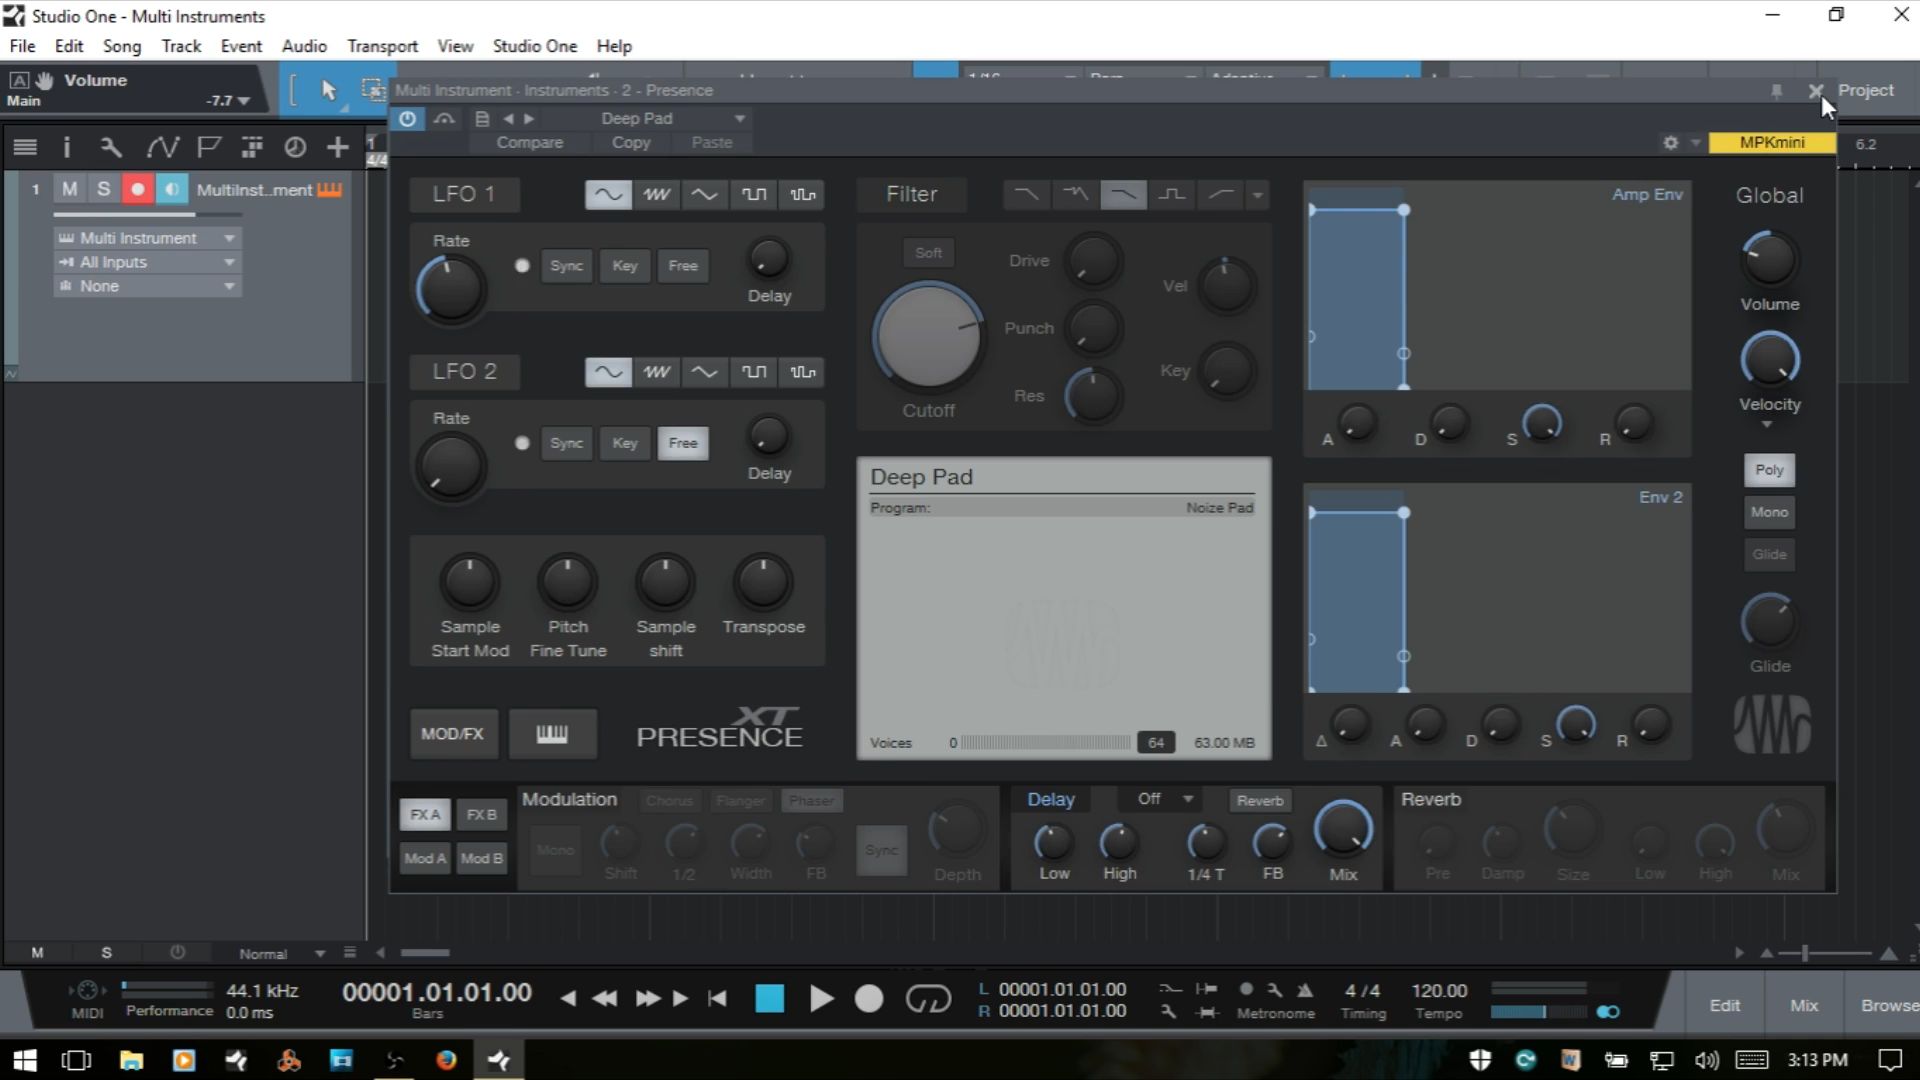 Studio One - Multi Instruments
File Edit Song Track Event Audio Transport View Studio One Help
A Volume
Main -7.7
Multi Instrument · Instruments - 2 - Presence
Project
Deep Pad
Compare Copy Paste
MPKmini
6.2
1
4/4
1 M S MultiInst..ment
Multi Instrument
All Inputs
None
LFO 1
Rate
Sync Key Free
Delay
LFO 2
Rate
Sync Key Free
Delay
Sample Start Mod
Pitch Fine Tune
Sample shift
Transpose
MOD/FX
PRESENCE XT
Filter
Soft
Drive
Vel
Punch
Key
Res
Cutoff
Deep Pad
Program: Noize Pad
Voices 0 64 63.00 MB
Amp Env
A D S R
Env 2
Δ A D S R
Global
Volume
Velocity
Poly
Mono
Glide
Glide
FX A FX B
Mod A Mod B
Modulation Chorus Flanger Phaser
Mono Sync
Shift 1/2 Width FB Depth
Delay Off Reverb
Low High 1/4 T FB Mix
Reverb
Pre Damp Size Low High Mix
M S Normal
MIDI
Performance
44.1 kHz
0.0 ms
00001.01.01.00
Bars
L 00001.01.01.00
R 00001.01.01.00
Metronome
4 / 4
Timing
120.00
Tempo
Edit Mix Browse
3:13 PM